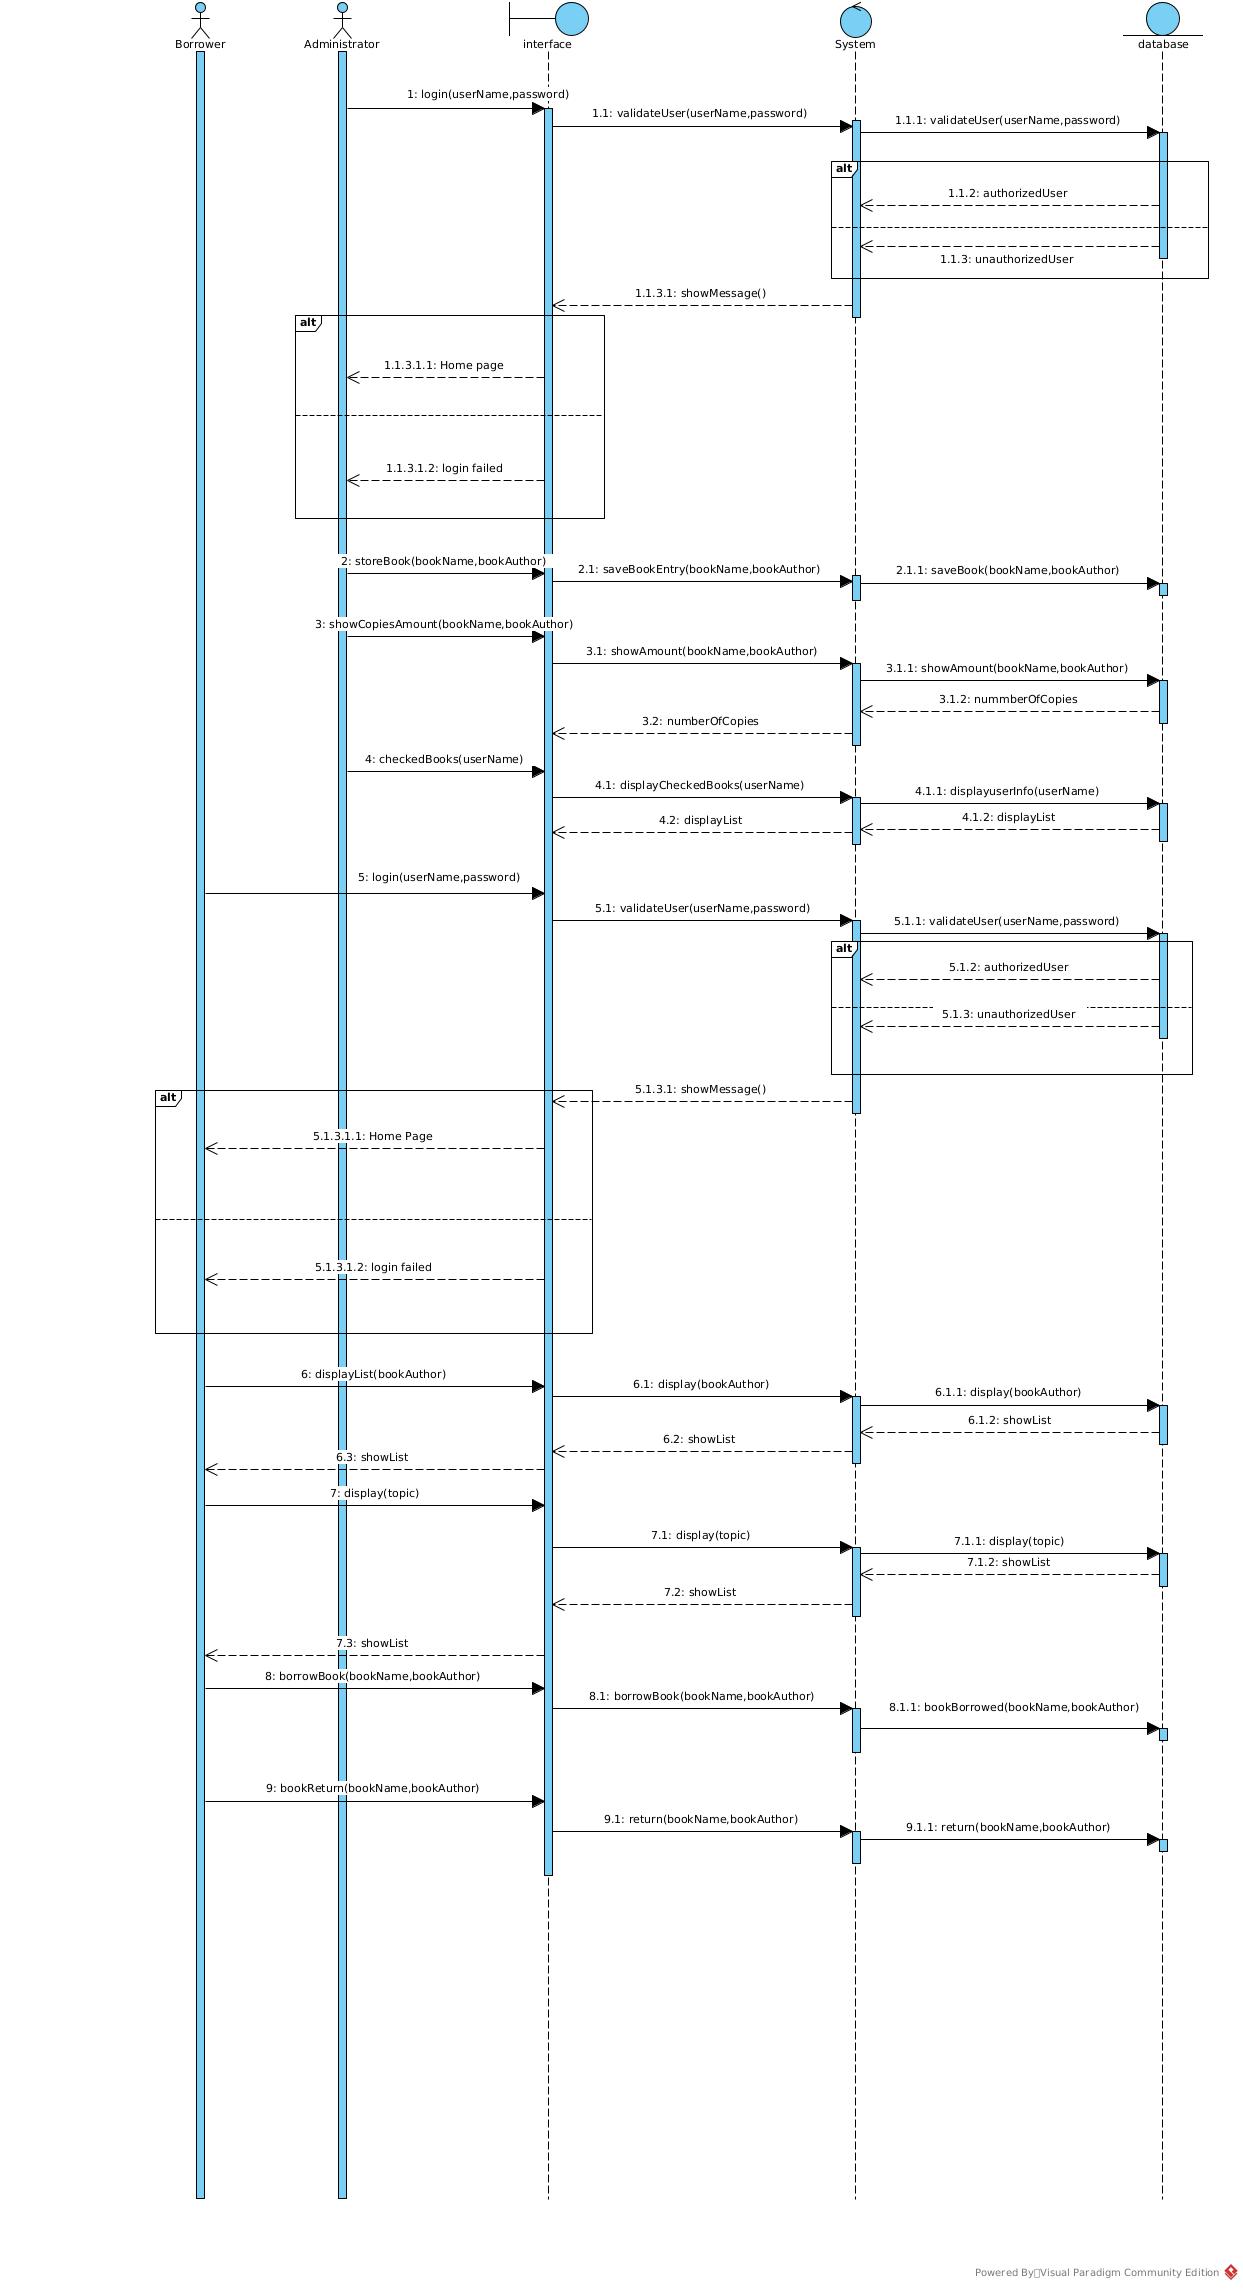 Borrower
Administrator
interface
System
database
1: login(userName,password)
1.1: validateUser(userName,password)
1.1.1: validateUser(userName,password)
alt
1.1.2: authorizedUser
1.1.3: unauthorizedUser
1.1.3.1: showMessage()
alt
1.1.3.1.1: Home page
1.1.3.1.2: login failed
2: storeBook(bookName,bookAuthor)
2.1: saveBookEntry(bookName,bookAuthor)
2.1.1: saveBook(bookName,bookAuthor)
3: showCopiesAmount(bookName,bookAuthor)
3.1: showAmount(bookName,bookAuthor)
3.1.1: showAmount(bookName,bookAuthor)
3.1.2: nummberOfCopies
3.2: numberOfCopies
4: checkedBooks(userName)
4.1: displayCheckedBooks(userName)
4.1.1: displayuserInfo(userName)
4.1.2: displayList
4.2: displayList
5: login(userName,password)
5.1: validateUser(userName,password)
5.1.1: validateUser(userName,password)
alt
5.1.2: authorizedUser
5.1.3: unauthorizedUser
5.1.3.1: showMessage()
alt
5.1.3.1.1: Home Page
5.1.3.1.2: login failed
6: displayList(bookAuthor)
6.1: display(bookAuthor)
6.1.1: display(bookAuthor)
6.1.2: showList
6.2: showList
6.3: showList
7: display(topic)
7.1: display(topic)
7.1.1: display(topic)
7.1.2: showList
7.2: showList
7.3: showList
8: borrowBook(bookName,bookAuthor)
8.1: borrowBook(bookName,bookAuthor)
8.1.1: bookBorrowed(bookName,bookAuthor)
9: bookReturn(bookName,bookAuthor)
9.1: return(bookName,bookAuthor)
9.1.1: return(bookName,bookAuthor)
Powered By Visual Paradigm Community Edition